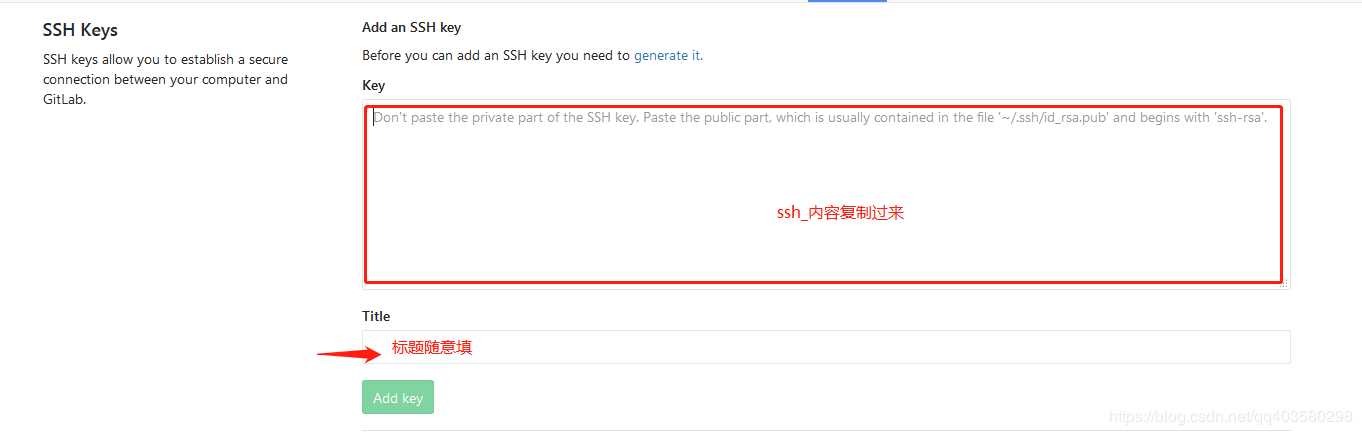 SSH Keys
SSH keys allow you to establish a secure
connection between your computer and
GitLab.
Add an SSH key
Before you can add an SSH key you need to generate it.
Key
Don't paste the private part of the SSH key. Paste the public part, which is usually contained in the file '~/.ssh/id_rsa.pub' and begins with 'ssh-rsa'.
ssh_内容复制过来
Title
标题随意填
Add key
https://blog.csdn.net/qq403580298